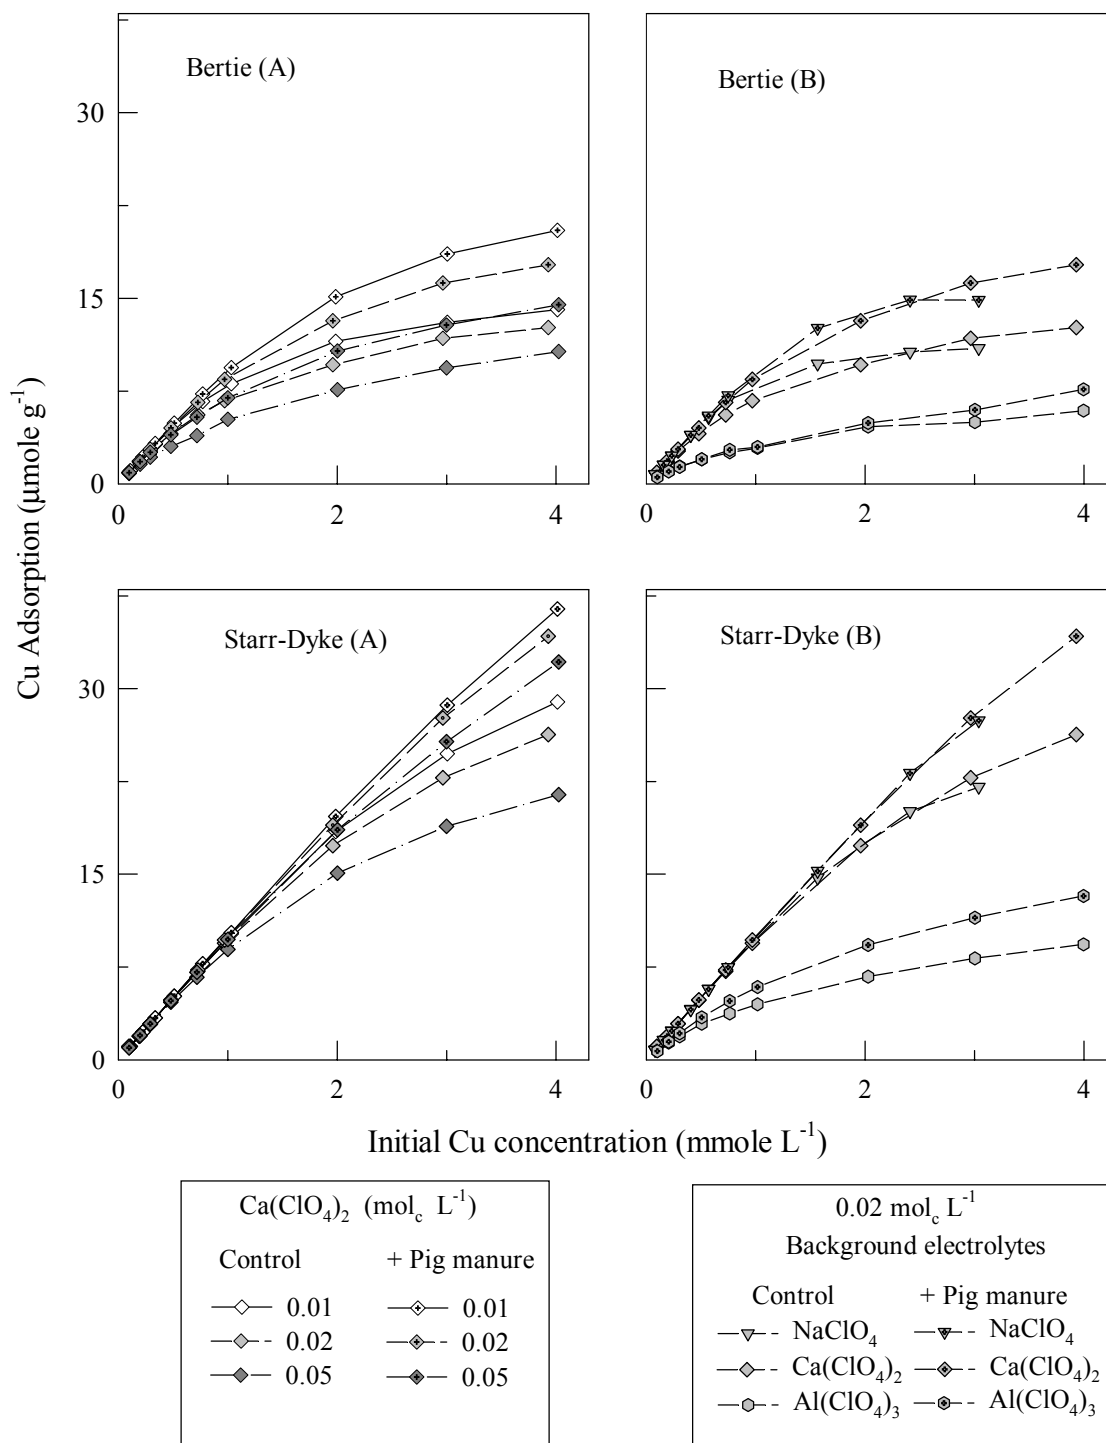 Bertie (A)
Bertie (B)
30
15
0
0 2 4
0 2 4
Starr-Dyke (A)
Starr-Dyke (B)
30
15
0
0 2 4
0 2 4
Cu Adsorption (μmole g⁻¹)
Initial Cu concentration (mmole L⁻¹)
Ca(ClO₄)₂ (mol꜀ L⁻¹)
Control + Pig manure
0.01 0.01
0.02 0.02
0.05 0.05
0.02 mol꜀ L⁻¹
Background electrolytes
Control + Pig manure
NaClO₄ NaClO₄
Ca(ClO₄)₂ Ca(ClO₄)₂
Al(ClO₄)₃ Al(ClO₄)₃